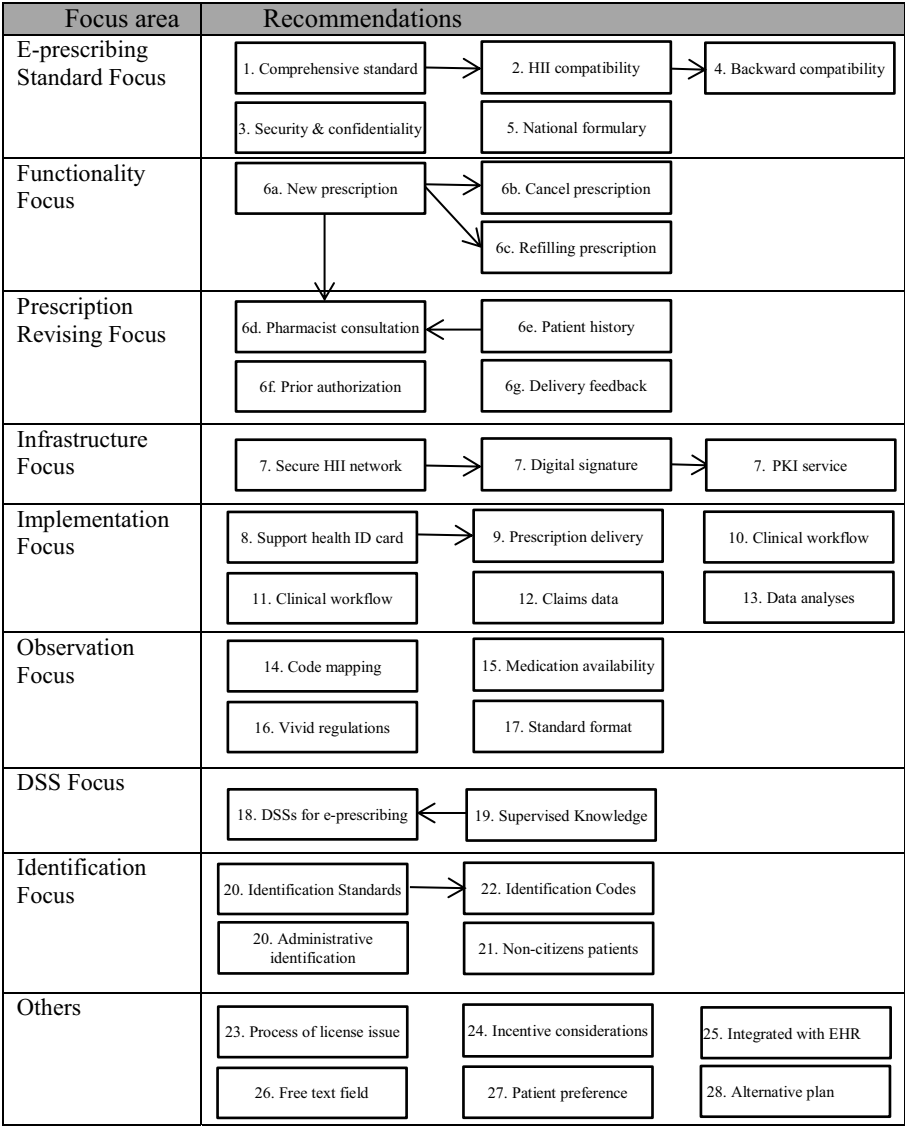 Focus area Recommendations
E-prescribing
Standard Focus
1. Comprehensive standard
2. HII compatibility
4. Backward compatibility
3. Security & confidentiality
5. National formulary
Functionality
Focus
6a. New prescription
6b. Cancel prescription
6c. Refilling prescription
Prescription
Revising Focus
6d. Pharmacist consultation
6e. Patient history
6f. Prior authorization
6g. Delivery feedback
Infrastructure
Focus
7. Secure HII network
7. Digital signature
7. PKI service
Implementation
Focus
8. Support health ID card
9. Prescription delivery
10. Clinical workflow
11. Clinical workflow
12. Claims data
13. Data analyses
Observation
Focus
14. Code mapping
15. Medication availability
16. Vivid regulations
17. Standard format
DSS Focus
18. DSSs for e-prescribing
19. Supervised Knowledge
Identification
Focus
20. Identification Standards
22. Identification Codes
20. Administrative
identification
21. Non-citizens patients
Others
23. Process of license issue
24. Incentive considerations
25. Integrated with EHR
26. Free text field
27. Patient preference
28. Alternative plan